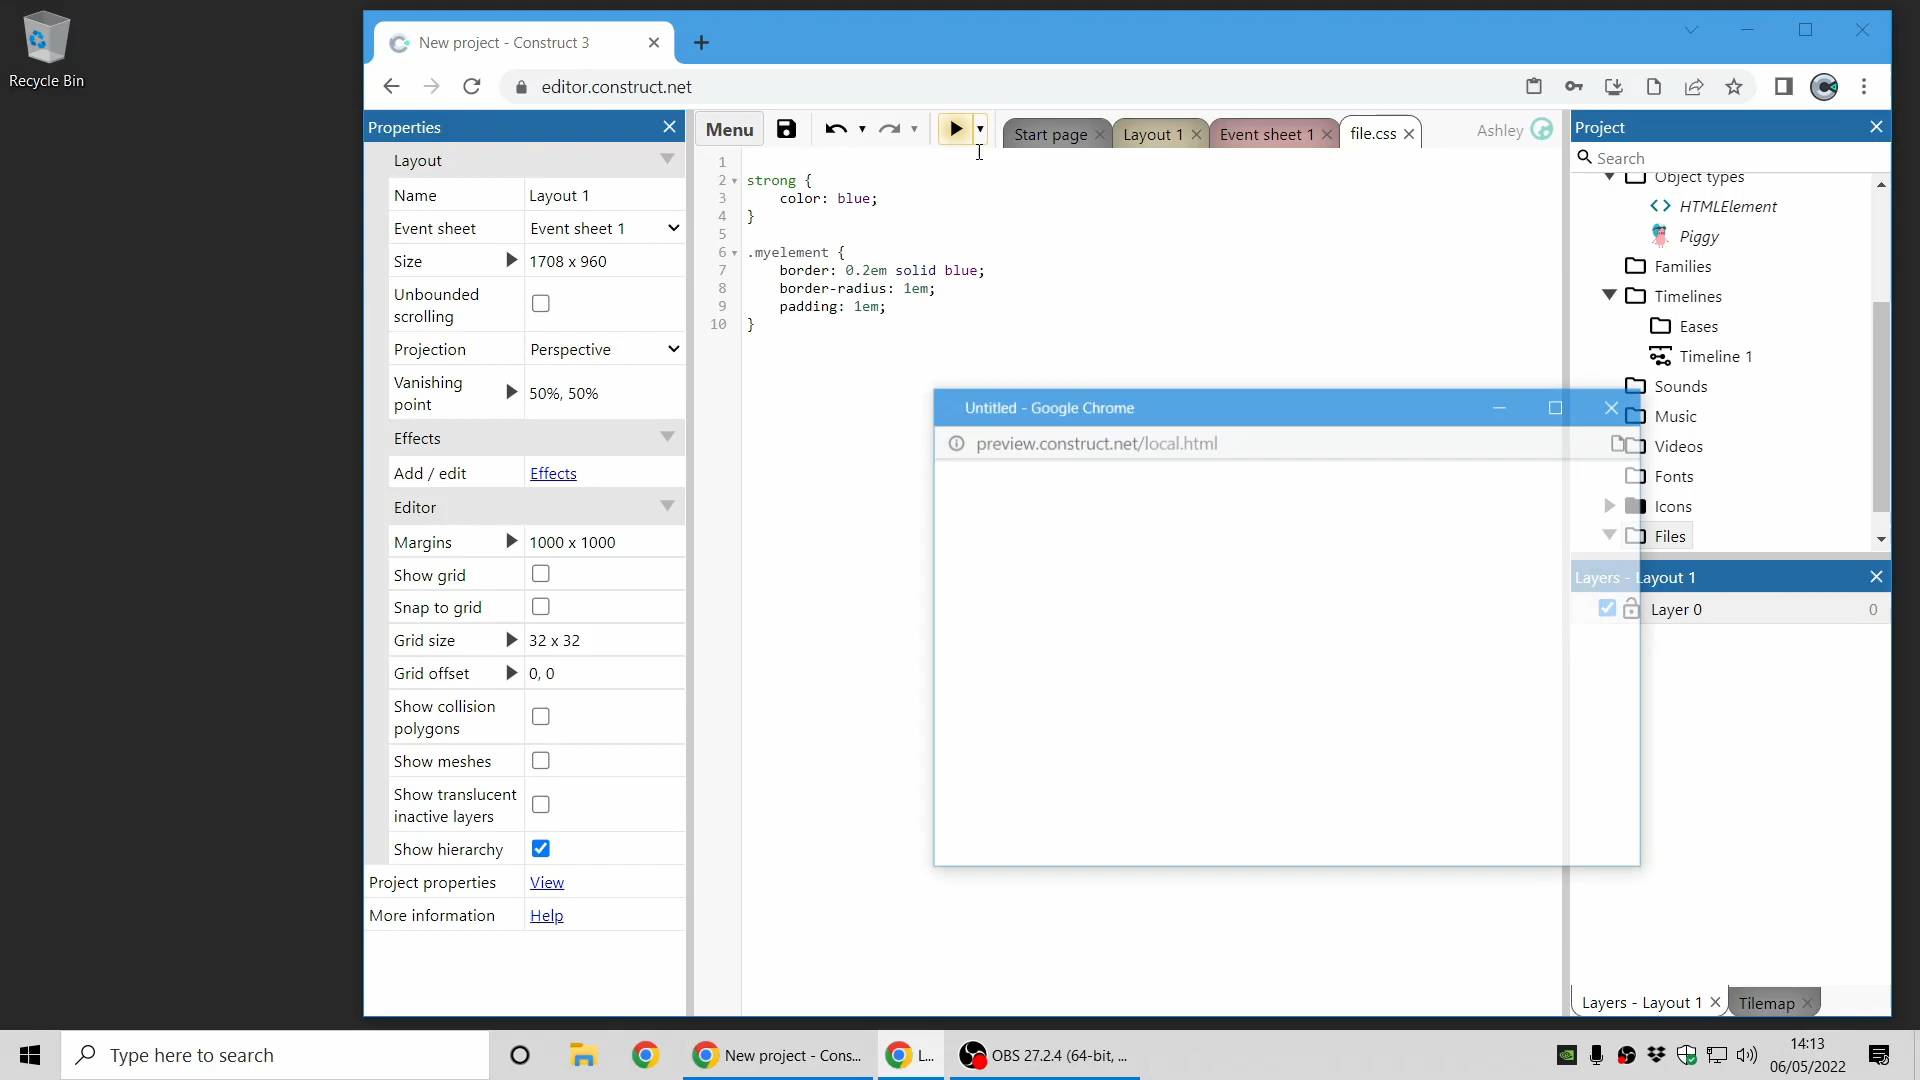 Recycle Bin
New project - Construct 3
editor.construct.net
Properties
Menu
Start page
Layout 1
Event sheet 1
file.css
Ashley
Project
Layout
Name
Layout 1
Event sheet
Event sheet 1
Size
1708 x 960
Unbounded
scrolling
Projection
Perspective
Vanishing
point
50%, 50%
Effects
Add / edit
Effects
Editor
Margins
1000 x 1000
Show grid
Snap to grid
Grid size
32 x 32
Grid offset
0, 0
Show collision
polygons
Show meshes
Show translucent
inactive layers
Show hierarchy
Project properties
View
More information
Help
1
2 strong {
3 color: blue;
4 }
5
6 .myelement {
7 border: 0.2em solid blue;
8 border-radius: 1em;
9 padding: 1em;
10 }
Untitled - Google Chrome
preview.construct.net/local.html
Search
Object types
HTMLElement
Piggy
Families
Timelines
Eases
Timeline 1
Sounds
Music
Videos
Fonts
Icons
Files
Layers - Layout 1
Layer 0
0
Layers - Layout 1
Tilemap
Type here to search
New project - Cons...
L...
OBS 27.2.4 (64-bit, ...
14:13
06/05/2022